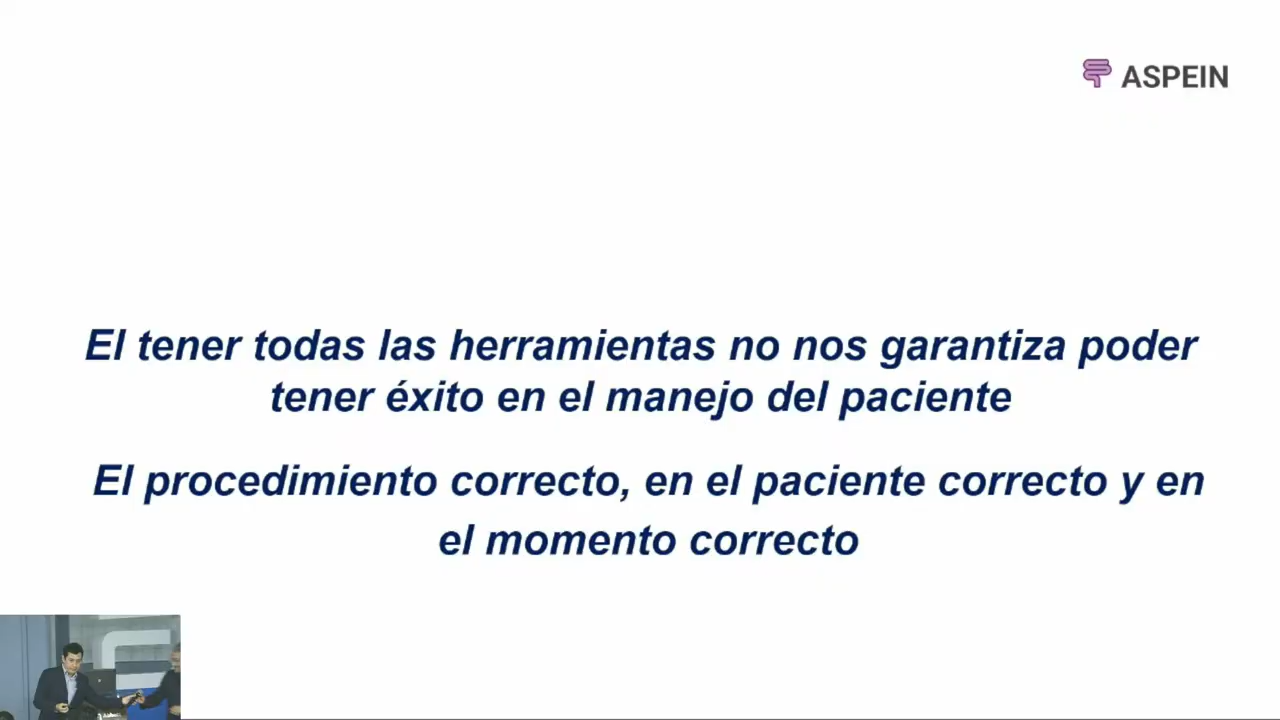 ASPEIN
El tener todas las herramientas no nos garantiza poder
tener éxito en el manejo del paciente
El procedimiento correcto, en el paciente correcto y en
el momento correcto